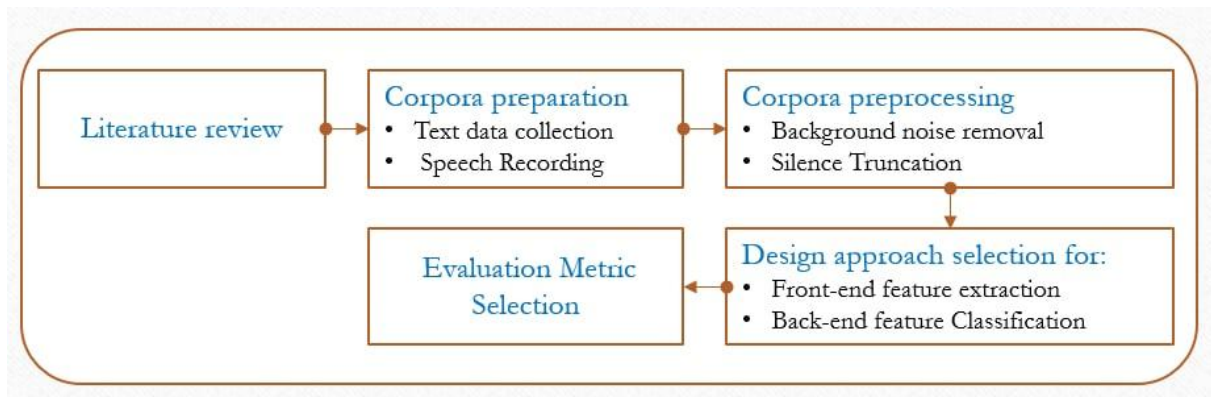 Literature review
Corpora preparation
• Text data collection
• Speech Recording
Corpora preprocessing
• Background noise removal
• Silence Truncation
Design approach selection for:
• Front-end feature extraction
• Back-end feature Classification
Evaluation Metric
Selection